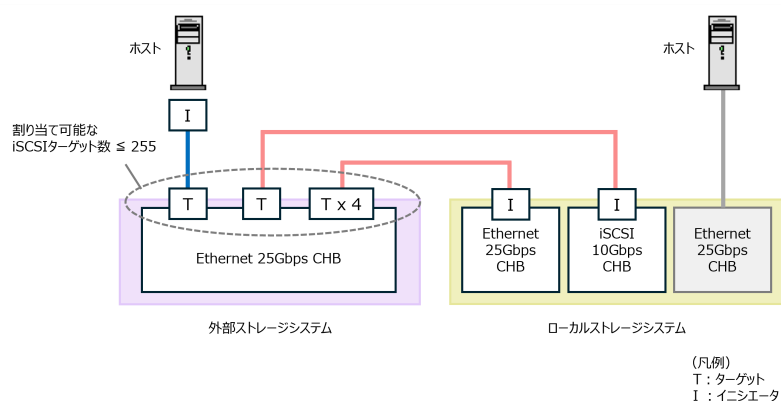 ホスト
ホスト
I
割り当て可能な
iSCSIターゲット数 ≦ 255
T
T
T x 4
I
I
Ethernet 25Gbps CHB
Ethernet
25Gbps
CHB
iSCSI
10Gbps
CHB
Ethernet
25Gbps
CHB
外部ストレージシステム
ローカルストレージシステム
(凡例)
T：ターゲット
I：イニシエータ